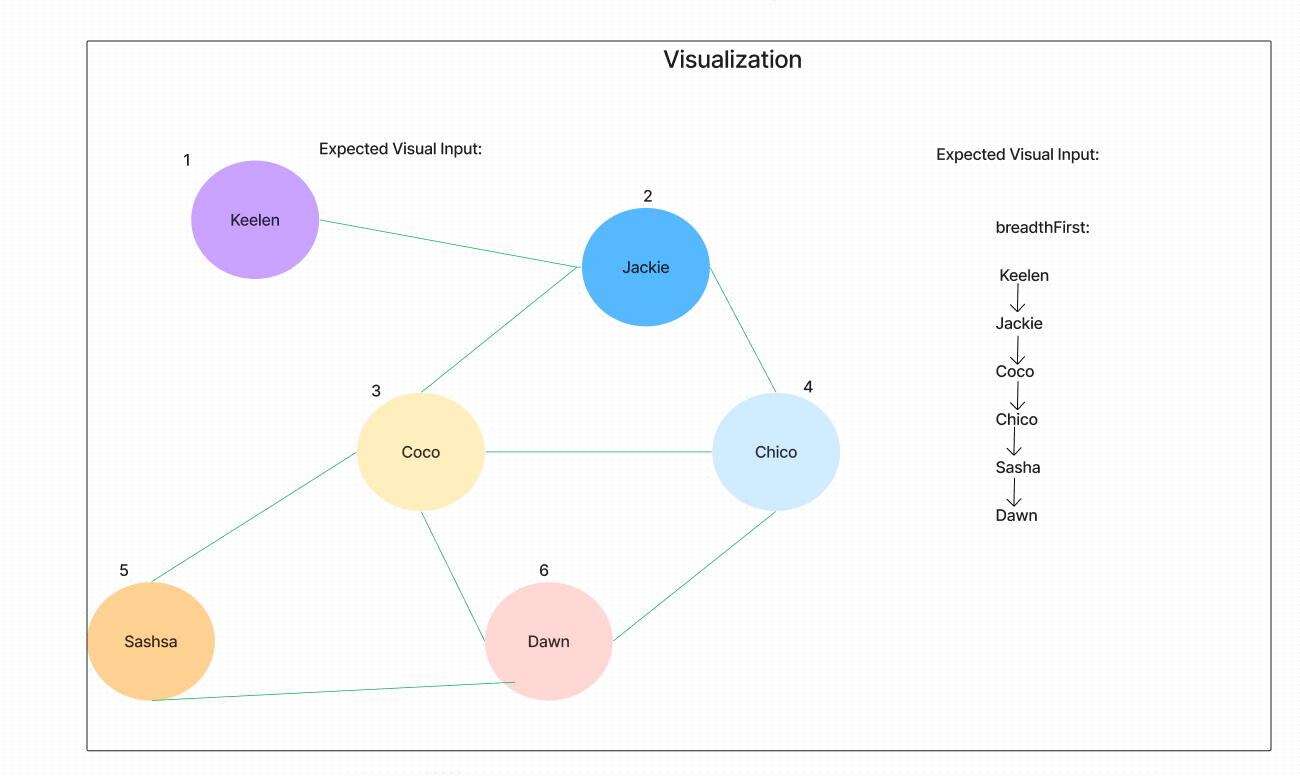 Visualization
Expected Visual Input:
1
Keelen
2
Jackie
3
Coco
4
Chico
5
Sashsa
6
Dawn
Expected Visual Input:
breadthFirst:
Keelen
Jackie
Coco
Chico
Sasha
Dawn